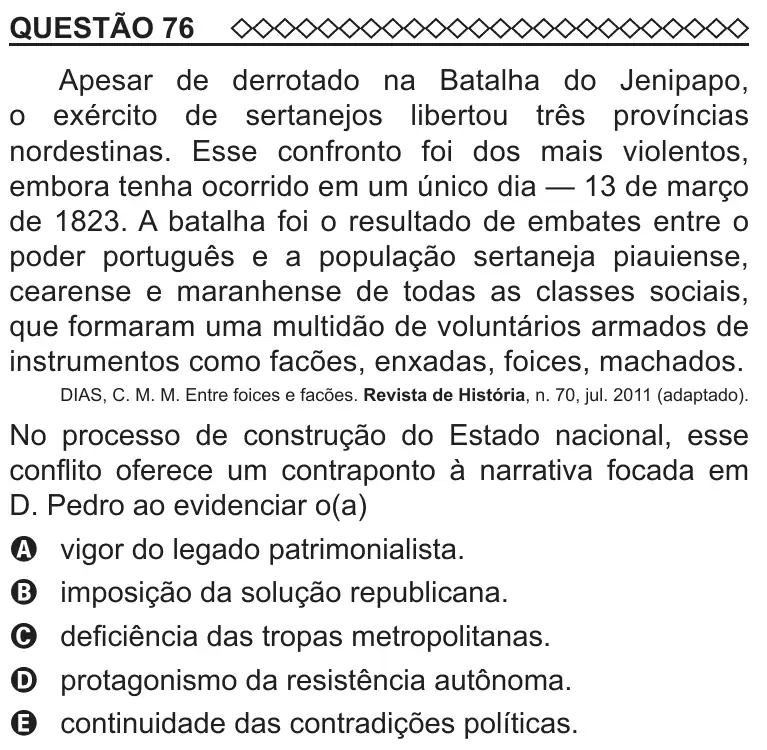 QUESTÃO 76
Apesar de derrotado na Batalha do Jenipapo,
o exército de sertanejos libertou três províncias
nordestinas. Esse confronto foi dos mais violentos,
embora tenha ocorrido em um único dia — 13 de março
de 1823. A batalha foi o resultado de embates entre o
poder português e a população sertaneja piauiense,
cearense e maranhense de todas as classes sociais,
que formaram uma multidão de voluntários armados de
instrumentos como facões, enxadas, foices, machados.
DIAS, C. M. M. Entre foices e facões. Revista de História, n. 70, jul. 2011 (adaptado).
No processo de construção do Estado nacional, esse
conflito oferece um contraponto à narrativa focada em
D. Pedro ao evidenciar o(a)
A vigor do legado patrimonialista.
B imposição da solução republicana.
C deficiência das tropas metropolitanas.
D protagonismo da resistência autônoma.
E continuidade das contradições políticas.